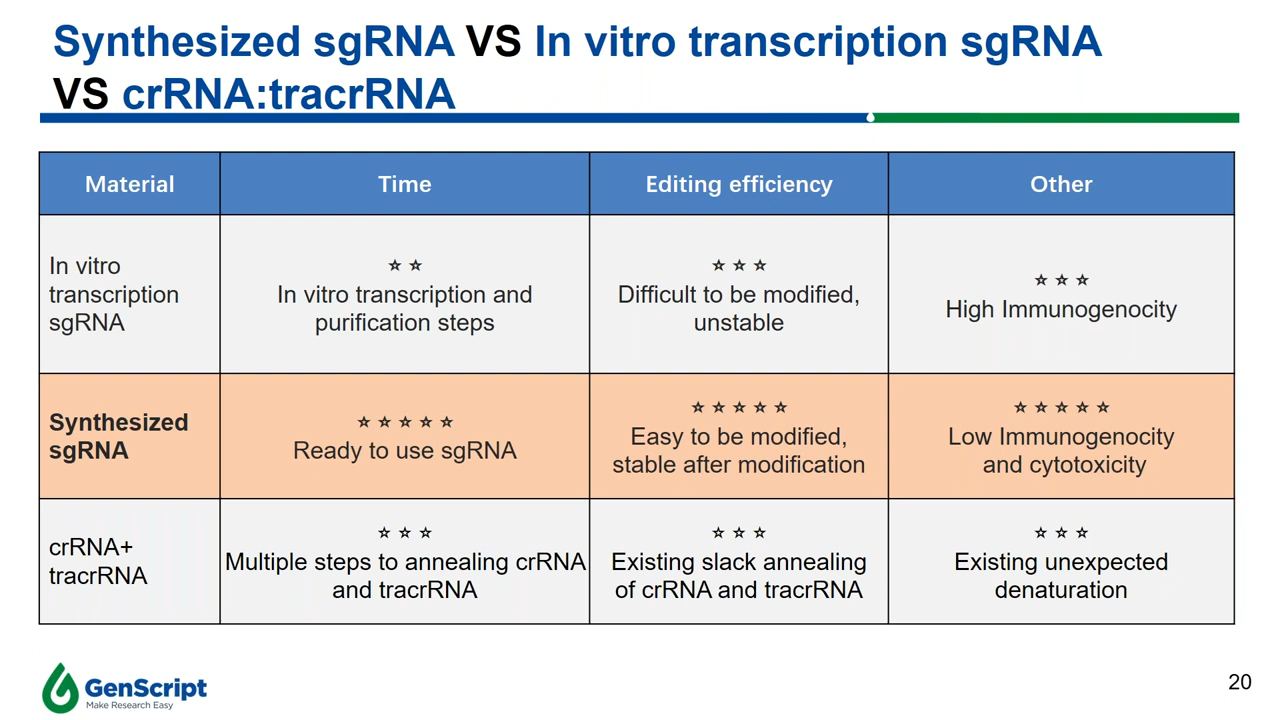 Synthesized sgRNA VS In vitro transcription sgRNA
VS crRNA:tracrRNA
Material
Time
Editing efficiency
Other
In vitro
transcription
sgRNA
☆ ☆
In vitro transcription and
purification steps
☆ ☆ ☆
Difficult to be modified,
unstable
☆ ☆ ☆
High Immunogenocity
Synthesized
sgRNA
☆ ☆ ☆ ☆ ☆
Ready to use sgRNA
☆ ☆ ☆ ☆ ☆
Easy to be modified,
stable after modification
☆ ☆ ☆ ☆ ☆
Low Immunogenocity
and cytotoxicity
crRNA+
tracrRNA
☆ ☆ ☆
Multiple steps to annealing crRNA
and tracrRNA
☆ ☆ ☆
Existing slack annealing
of crRNA and tracrRNA
☆ ☆ ☆
Existing unexpected
denaturation
GenScript
Make Research Easy
20